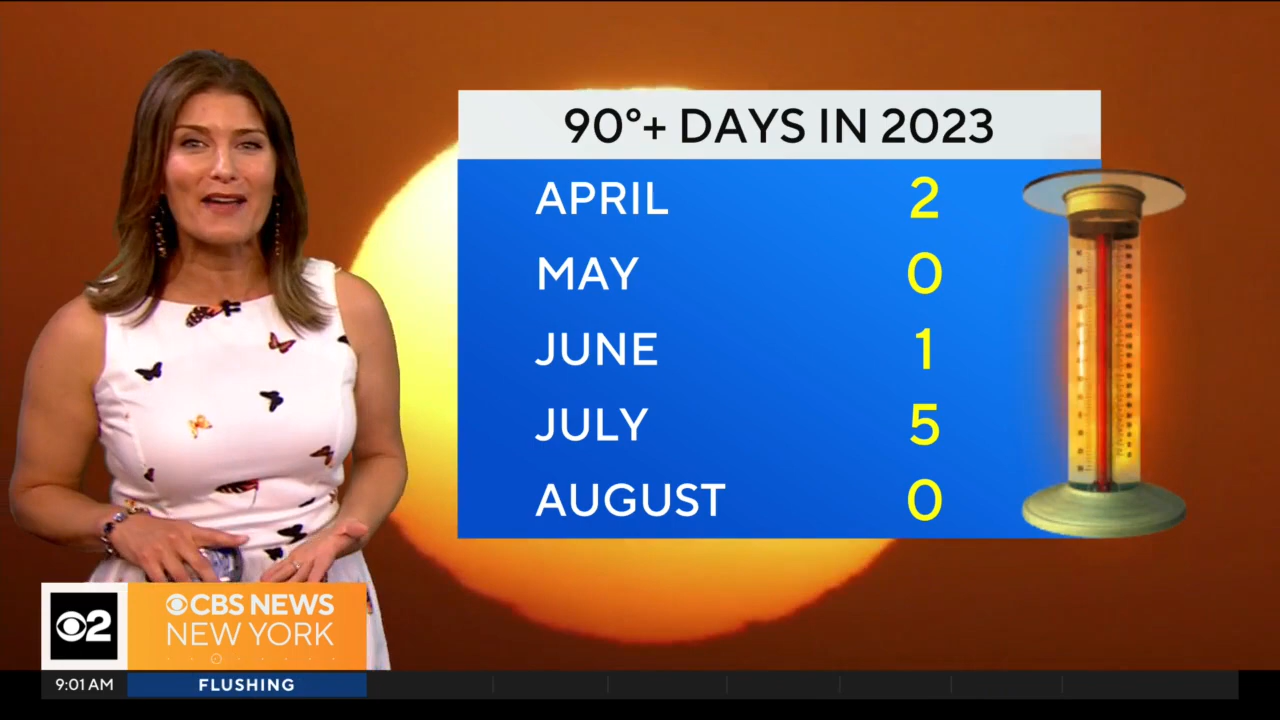 90°+ DAYS IN 2023
APRIL 2
MAY 0
JUNE 1
JULY 5
AUGUST 0
2
CBS NEWS
NEW YORK
9:01 AM FLUSHING